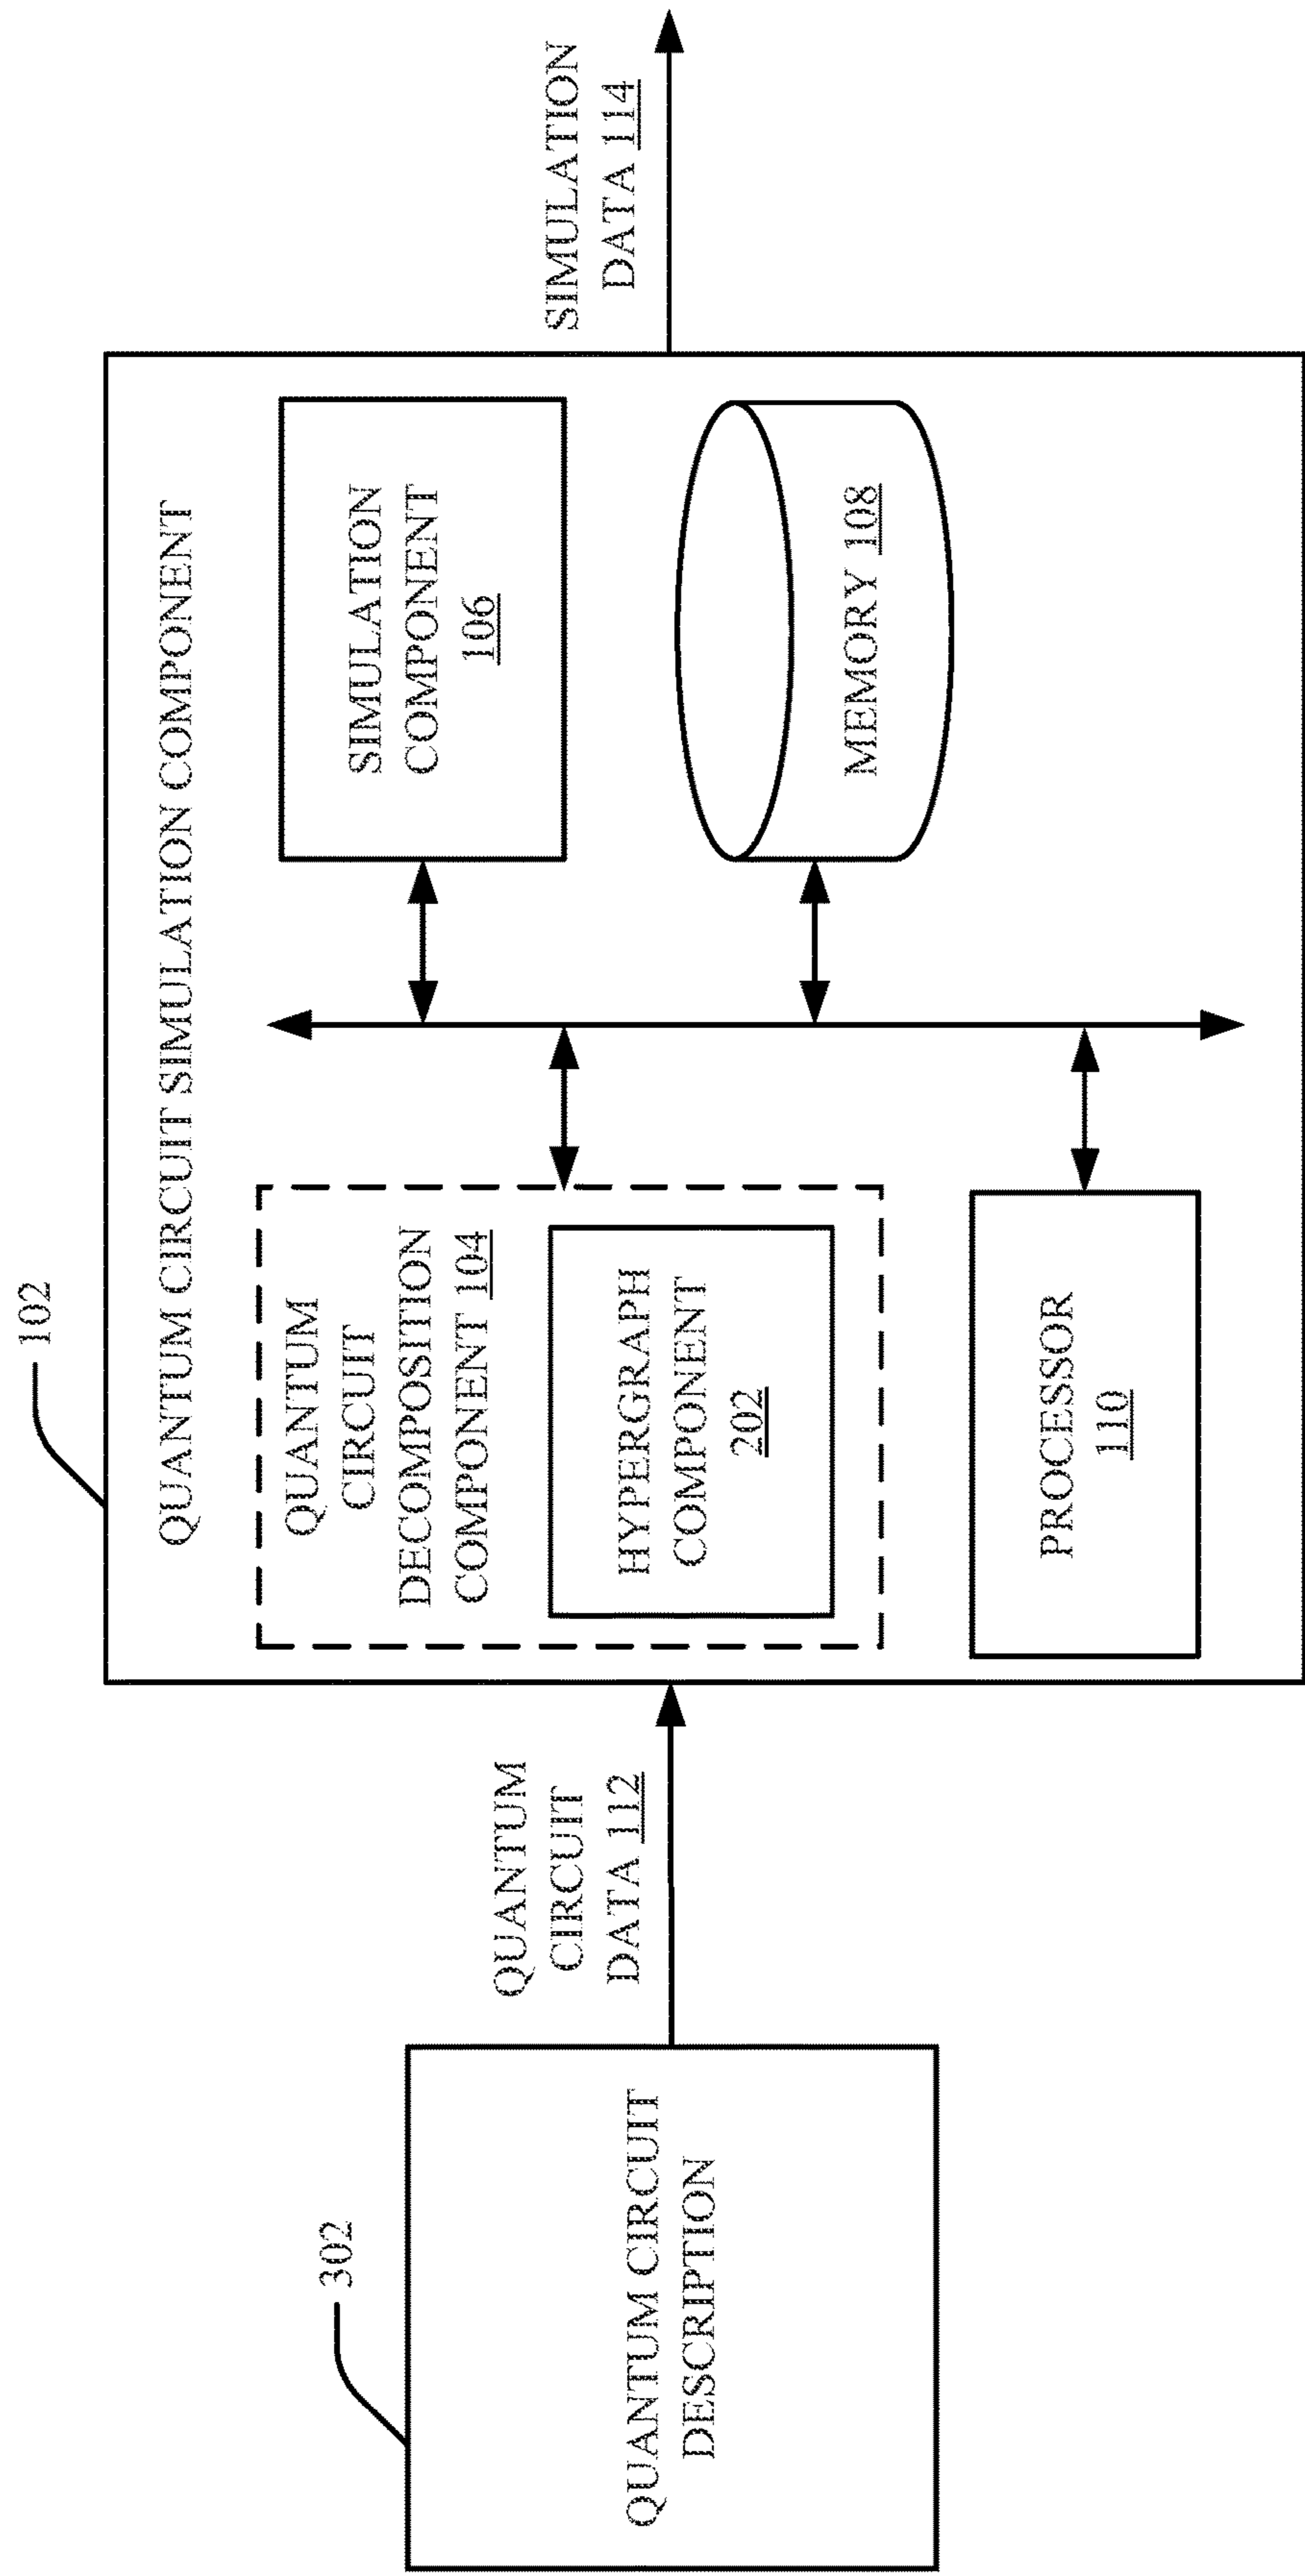 302
QUANTUM CIRCUIT
DESCRIPTION
QUANTUM
CIRCUIT
DATA 112
102
QUANTUM CIRCUIT SIMULATION COMPONENT
QUANTUM
CIRCUIT
DECOMPOSITION
COMPONENT 104
HYPERGRAPH
COMPONENT
202
PROCESSOR
110
SIMULATION
COMPONENT
106
MEMORY 108
SIMULATION
DATA 114